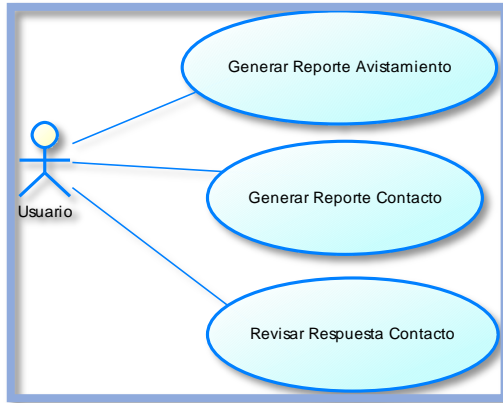 Generar Reporte Avistamiento
Generar Reporte Contacto
Usuario
Revisar Respuesta Contacto